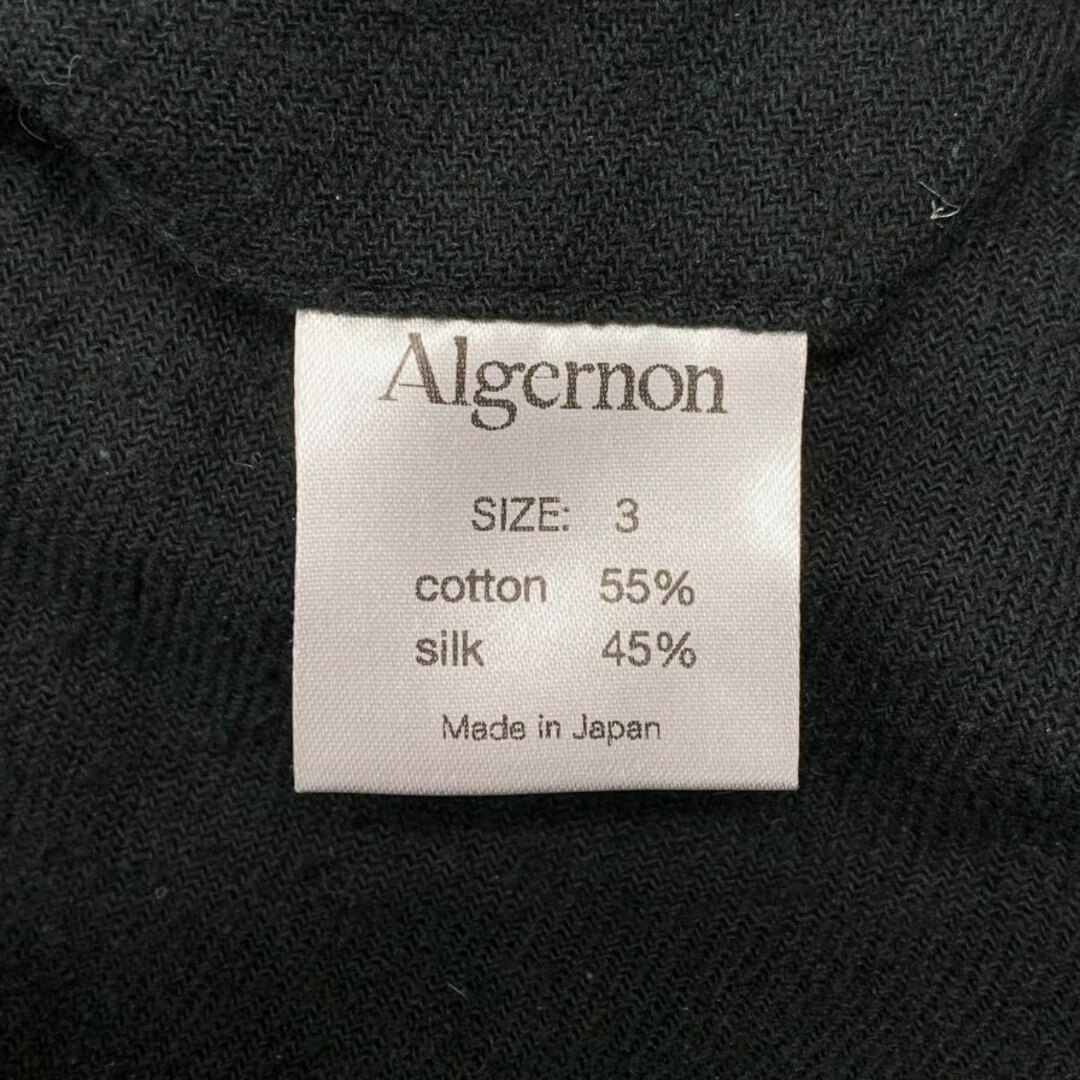 Algernon
SIZE: 3
cotton 55%
silk 45%
Made in Japan